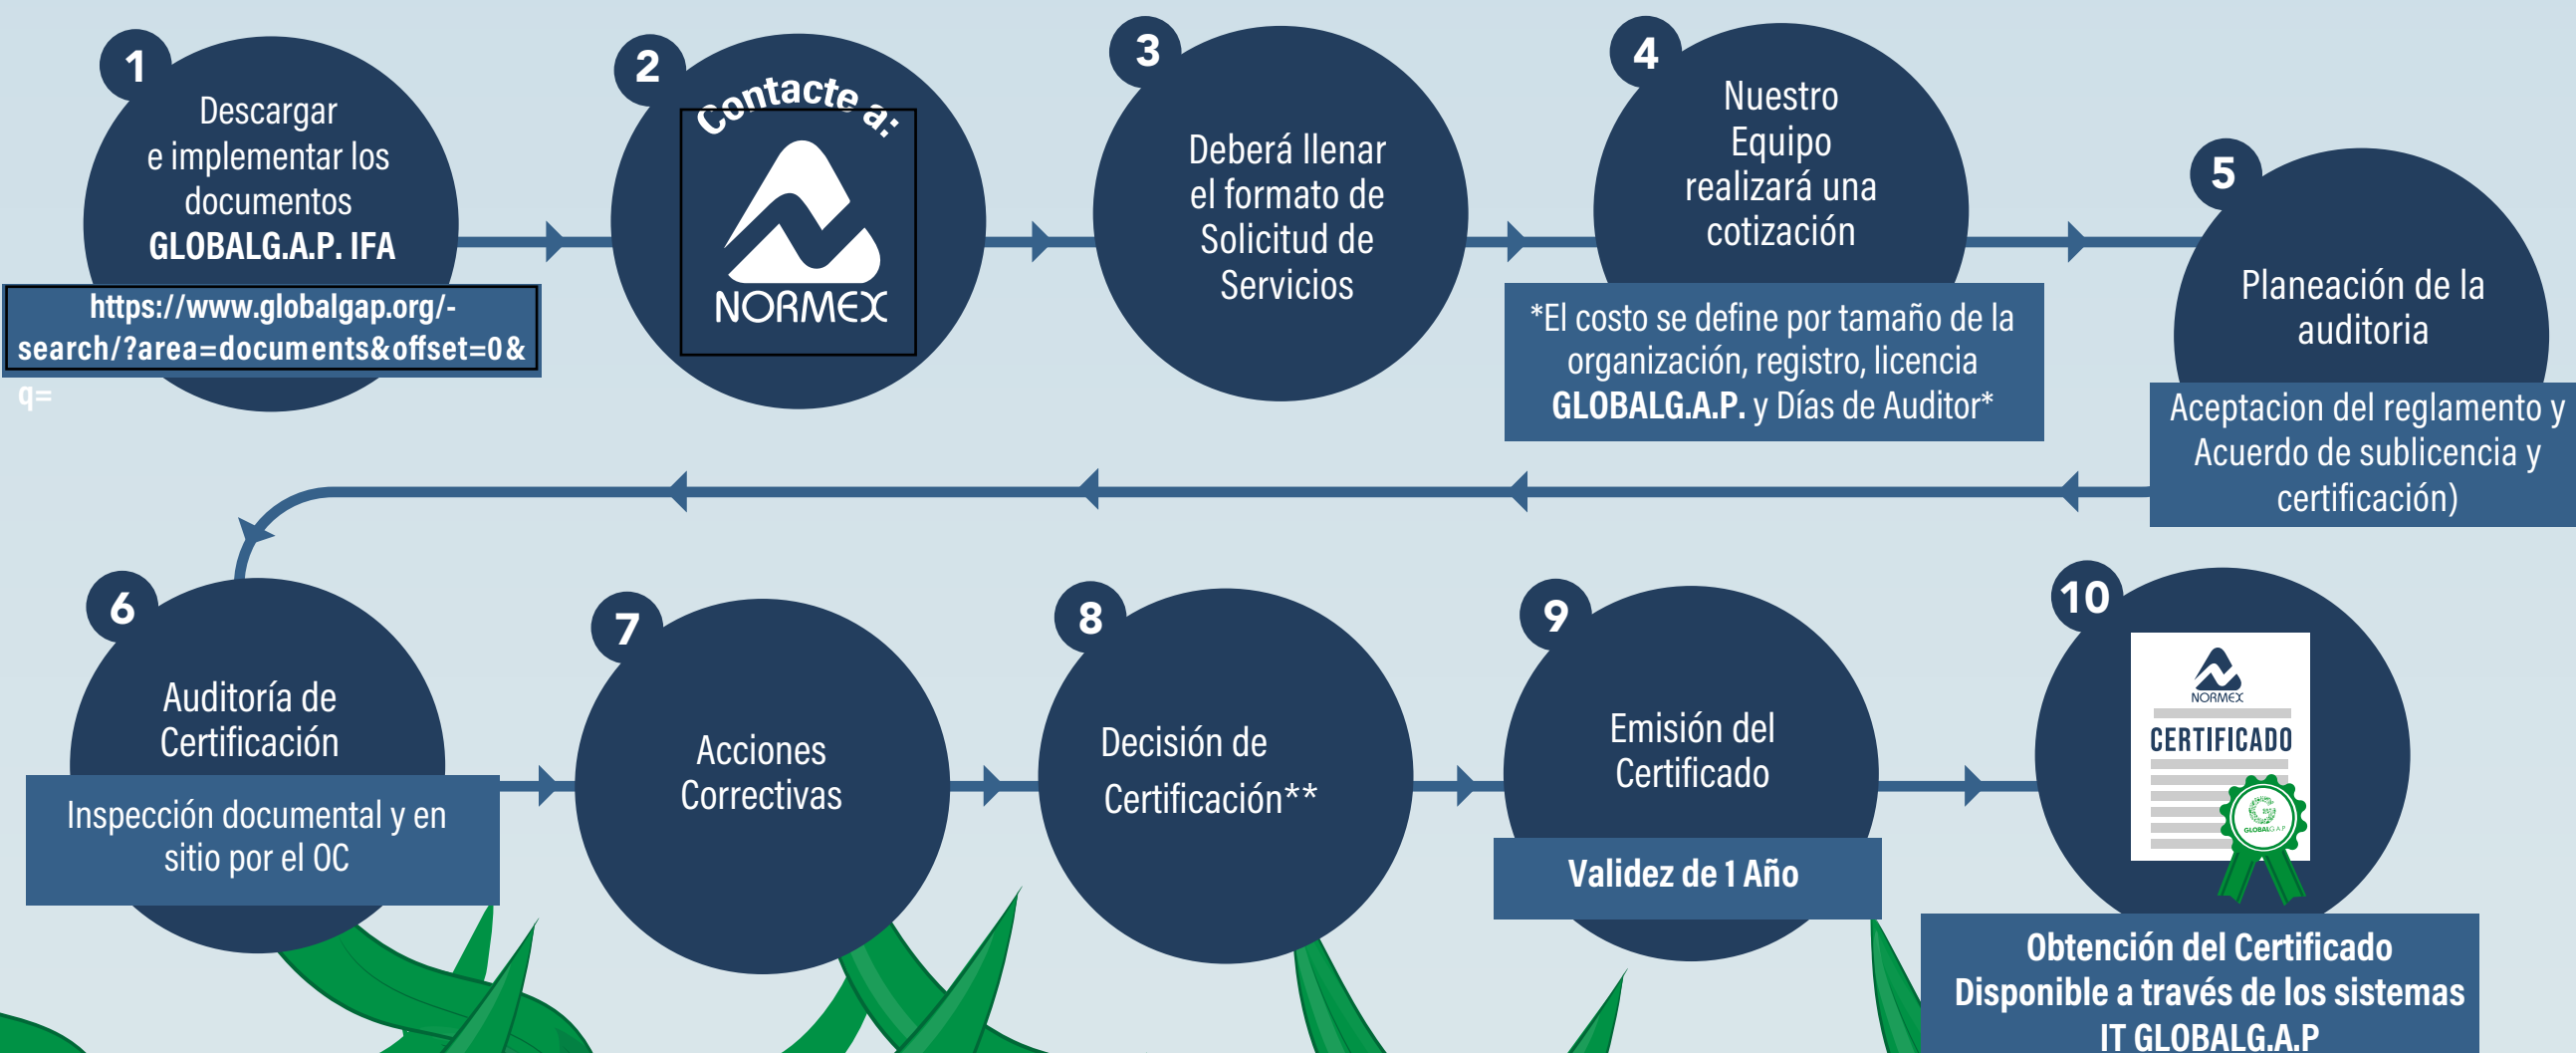 1
Descargar
e implementar los
documentos
GLOBALG.A.P. IFA
https://www.globalgap.org/-
search/?area=documents&offset=0&
q=
2
Contacte a:
NORMEX
3
Deberá llenar
el formato de
Solicitud de
Servicios
4
Nuestro
Equipo
realizará una
cotización
*El costo se define por tamaño de la
organización, registro, licencia
GLOBALG.A.P. y Días de Auditor*
5
Planeación de la
auditoria
Aceptacion del reglamento y
Acuerdo de sublicencia y
certificación)
6
Auditoría de
Certificación
Inspección documental y en
sitio por el OC
7
Acciones
Correctivas
8
Decisión de
Certificación**
9
Emisión del
Certificado
Validez de 1 Año
10
NORMEX
CERTIFICADO
G
GLOBALG.A.P
Obtención del Certificado
Disponible a través de los sistemas
IT GLOBALG.A.P